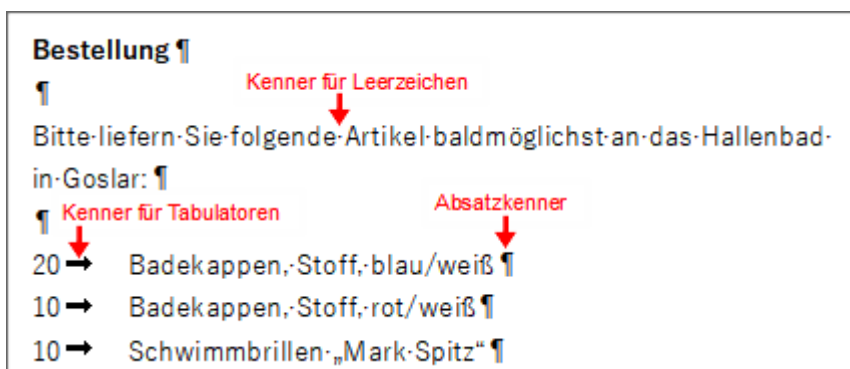 Bestellung ¶
¶
Kenner für Leerzeichen
Bitte·liefern·Sie·folgende·Artikel·baldmöglichst·an·das·Hallenbad·
in·Goslar: ¶
¶
Kenner für Tabulatoren
Absatzkenner
20→ Badekappen,·Stoff,·blau/weiß ¶
10→ Badekappen,·Stoff,·rot/weiß ¶
10→ Schwimmbrillen·„Mark·Spitz“ ¶